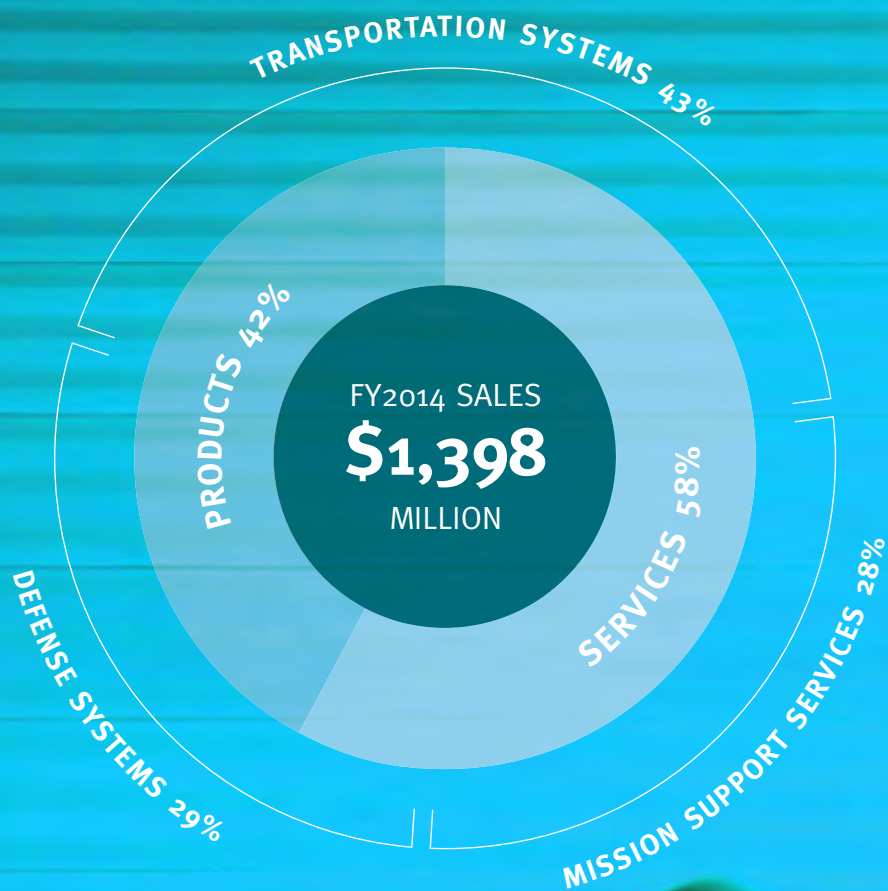 TRANSPORTATION SYSTEMS 43%
PRODUCTS 42%
FY2014 SALES
$1,398
MILLION
SERVICES 58%
DEFENSE SYSTEMS 29%
MISSION SUPPORT SERVICES 28%